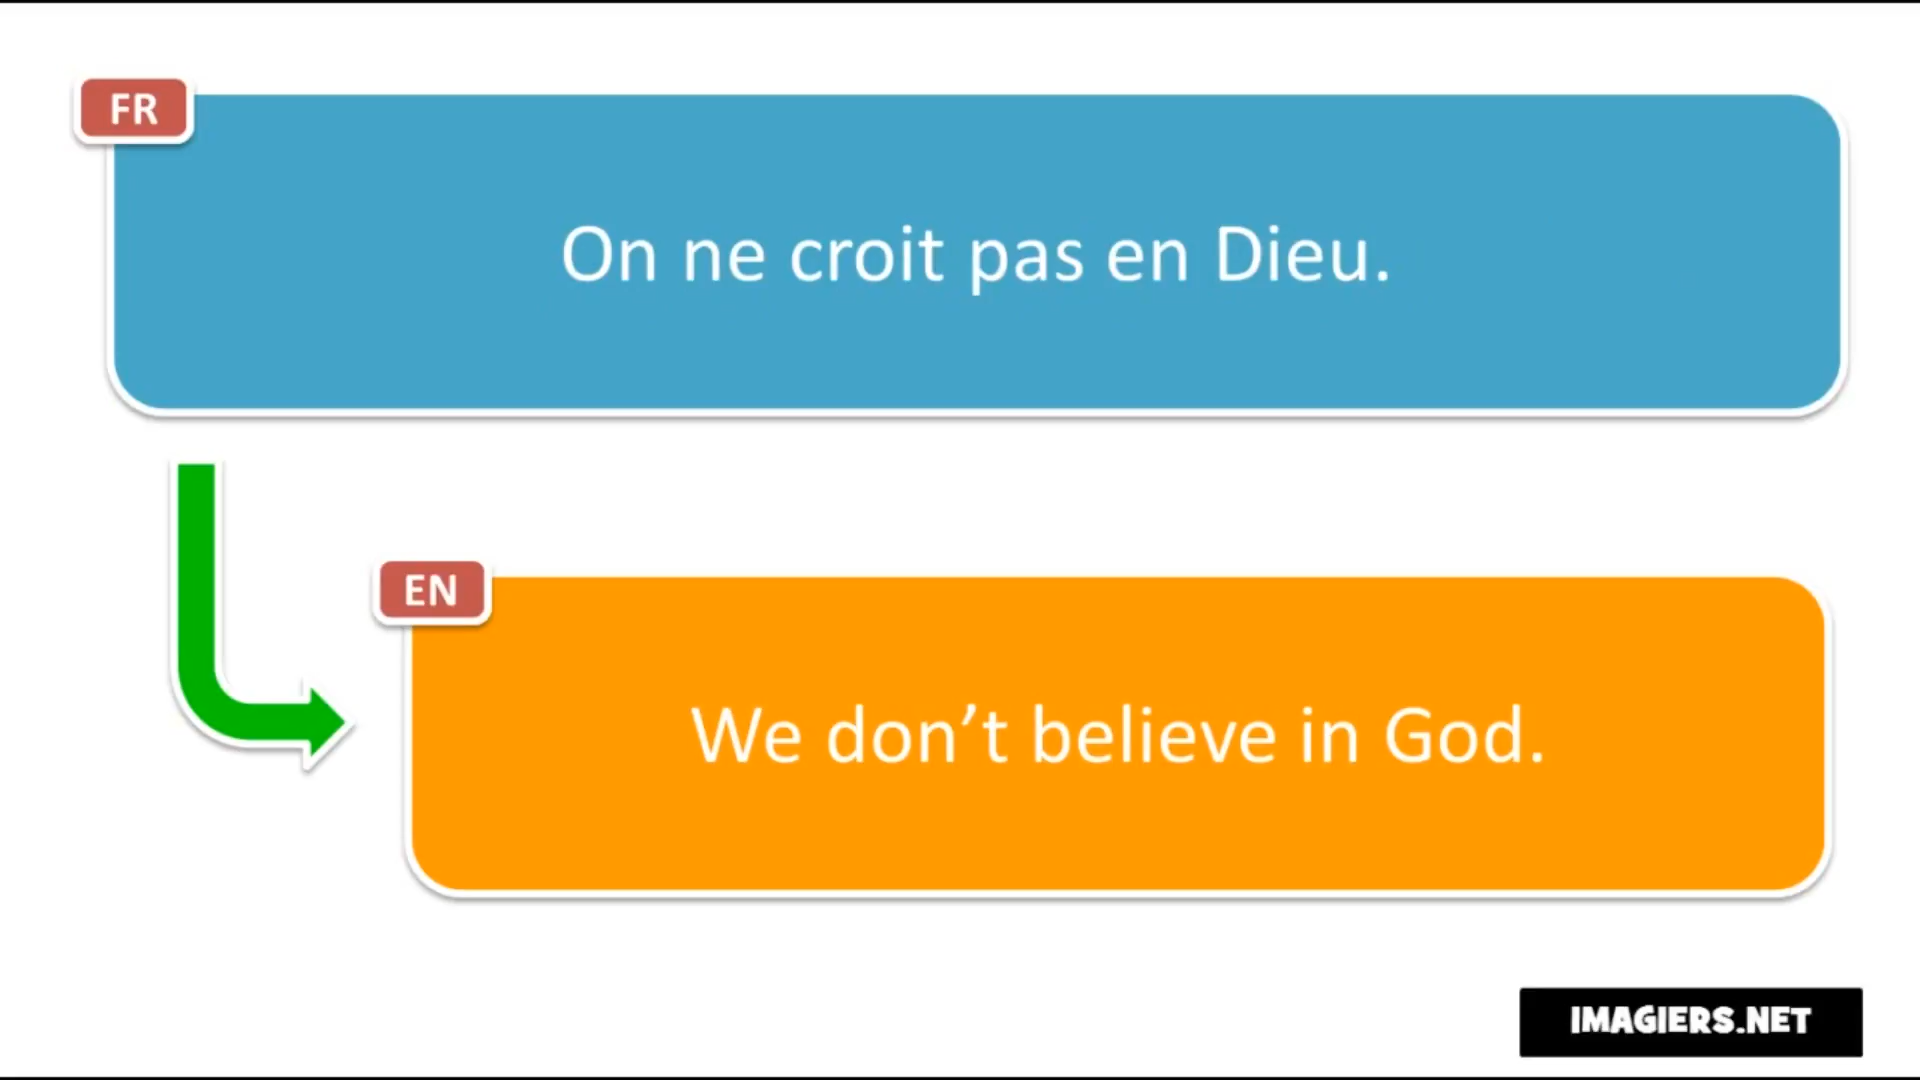 FR
On ne croit pas en Dieu.
EN
We don’t believe in God.
IMAGIERS.NET